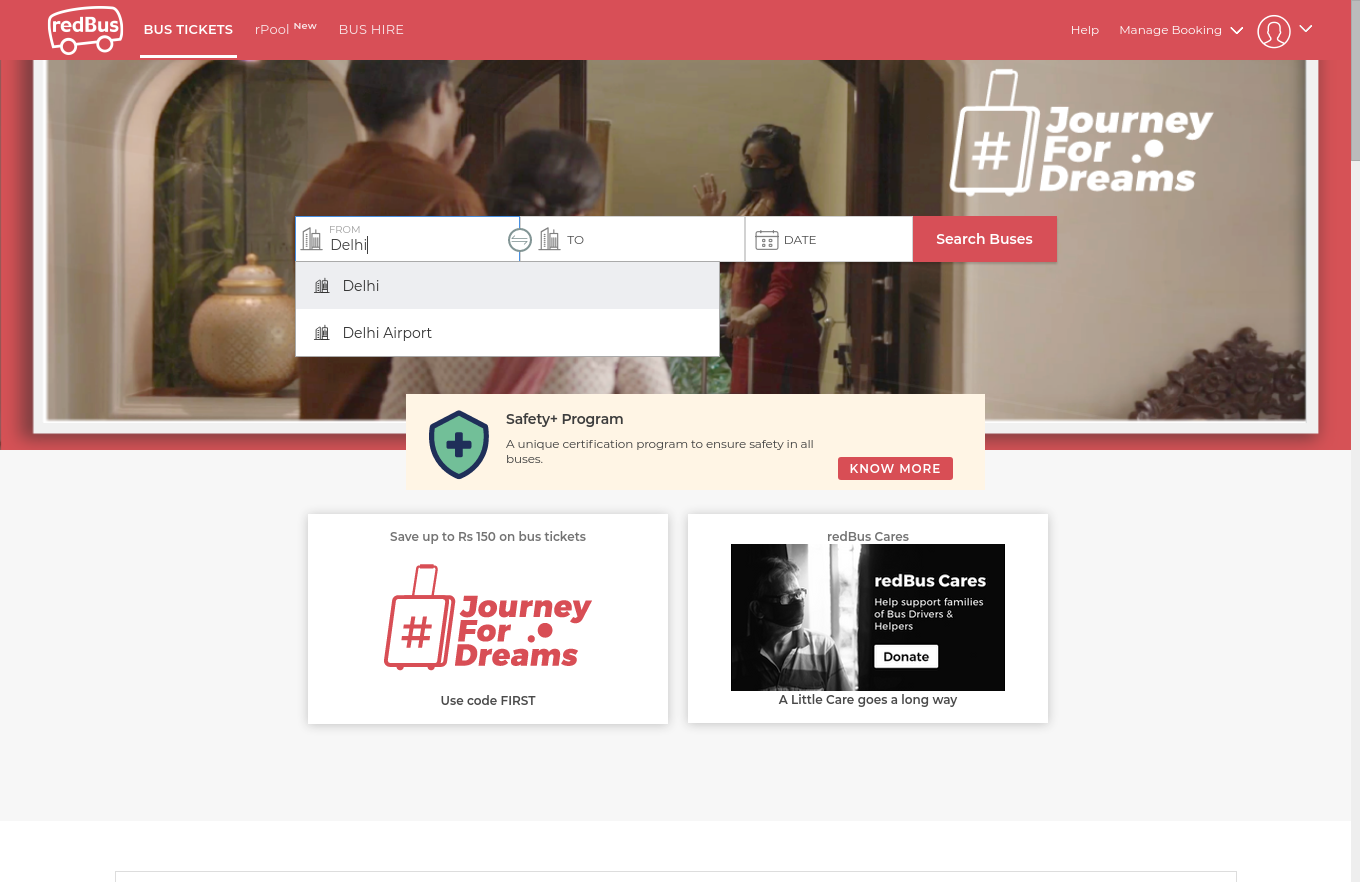 redBus
BUS TICKETS
rPool New
BUS HIRE
Help
Manage Booking
# Journey
For
Dreams
FROM
Delhi
TO
DATE
Search Buses
Delhi
Delhi Airport
Safety+ Program
A unique certification program to ensure safety in all
buses.
KNOW MORE
Save up to Rs 150 on bus tickets
# Journey
For
Dreams
Use code FIRST
redBus Cares
redBus Cares
Help support families
of Bus Drivers &
Helpers
Donate
A Little Care goes a long way